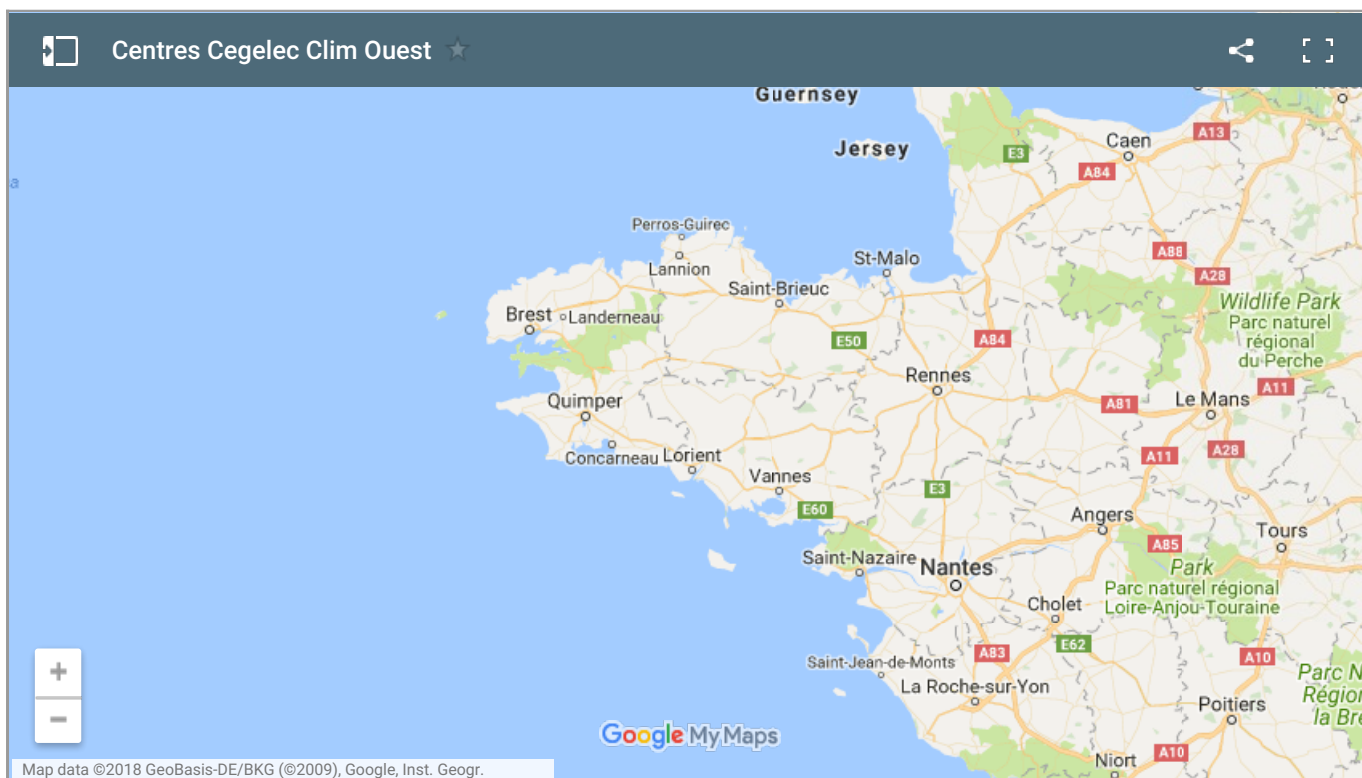 Centres Cegelec Clim Ouest
Guernsey
Jersey
Caen
A13
E3
A84
Perros-Guirec
Lannion
St-Malo
Saint-Brieuc
A88
A28
Wildlife Park
Parc naturel
régional
du Perche
Brest
Landerneau
E50
A84
Rennes
A11
A81
Le Mans
Quimper
Concarneau
Lorient
A11
A28
Vannes
E3
E60
Angers
Tours
A85
Saint-Nazaire
Nantes
Park
Parc naturel régional
Loire-Anjou-Touraine
Cholet
E62
A83
A10
Saint-Jean-de-Monts
La Roche-sur-Yon
Parc N
Régior
la Bre
Poitiers
Google My Maps
Niort
A10
+
−
Map data ©2018 GeoBasis-DE/BKG (©2009), Google, Inst. Geogr.